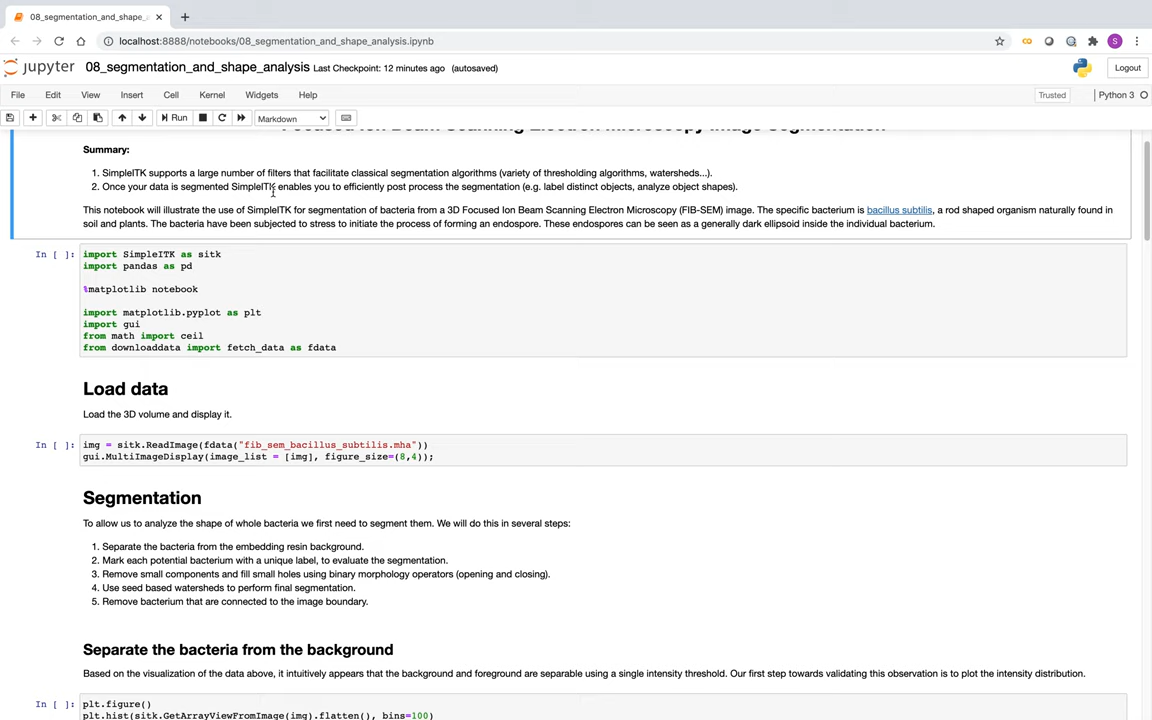 08_segmentation_and_shape_a
localhost:8888/notebooks/08_segmentation_and_shape_analysis.ipynb
S
jupyter 08_segmentation_and_shape_analysis Last Checkpoint: 12 minutes ago (autosaved)
Logout
File Edit View Insert Cell Kernel Widgets Help
Trusted
Python 3
Run
Markdown
Focused Ion Beam Scanning Electron Microscopy Image Segmentation
Summary:
1. SimpleITK supports a large number of filters that facilitate classical segmentation algorithms (variety of thresholding algorithms, watersheds...).
2. Once your data is segmented SimpleITK enables you to efficiently post process the segmentation (e.g. label distinct objects, analyze object shapes).
This notebook will illustrate the use of SimpleITK for segmentation of bacteria from a 3D Focused Ion Beam Scanning Electron Microscopy (FIB-SEM) image. The specific bacterium is bacillus subtilis, a rod shaped organism naturally found in
soil and plants. The bacteria have been subjected to stress to initiate the process of forming an endospore. These endospores can be seen as a generally dark ellipsoid inside the individual bacterium.
In [ ]: import SimpleITK as sitk
import pandas as pd
%matplotlib notebook
import matplotlib.pyplot as plt
import gui
from math import ceil
from downloaddata import fetch_data as fdata
Load data
Load the 3D volume and display it.
In [ ]: img = sitk.ReadImage(fdata("fib_sem_bacillus_subtilis.mha"))
gui.MultiImageDisplay(image_list = [img], figure_size=(8,4));
Segmentation
To allow us to analyze the shape of whole bacteria we first need to segment them. We will do this in several steps:
1. Separate the bacteria from the embedding resin background.
2. Mark each potential bacterium with a unique label, to evaluate the segmentation.
3. Remove small components and fill small holes using binary morphology operators (opening and closing).
4. Use seed based watersheds to perform final segmentation.
5. Remove bacterium that are connected to the image boundary.
Separate the bacteria from the background
Based on the visualization of the data above, it intuitively appears that the background and foreground are separable using a single intensity threshold. Our first step towards validating this observation is to plot the intensity distribution.
In [ ]: plt.figure()
plt.hist(sitk.GetArrayViewFromImage(img).flatten(), bins=100)